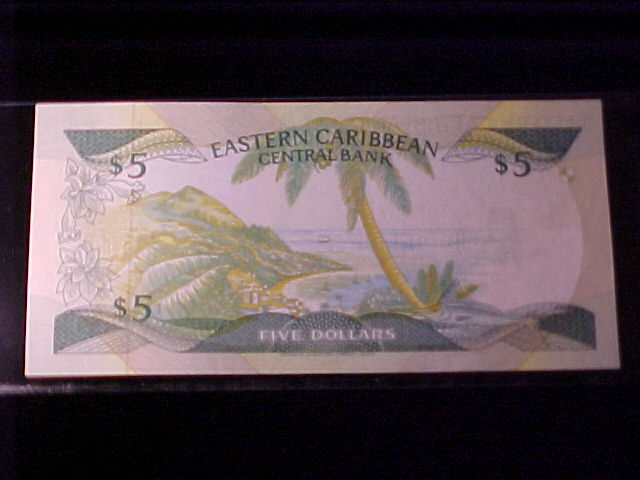 EASTERN CARIBBEAN
CENTRAL BANK
$5
$5
$5
FIVE DOLLARS